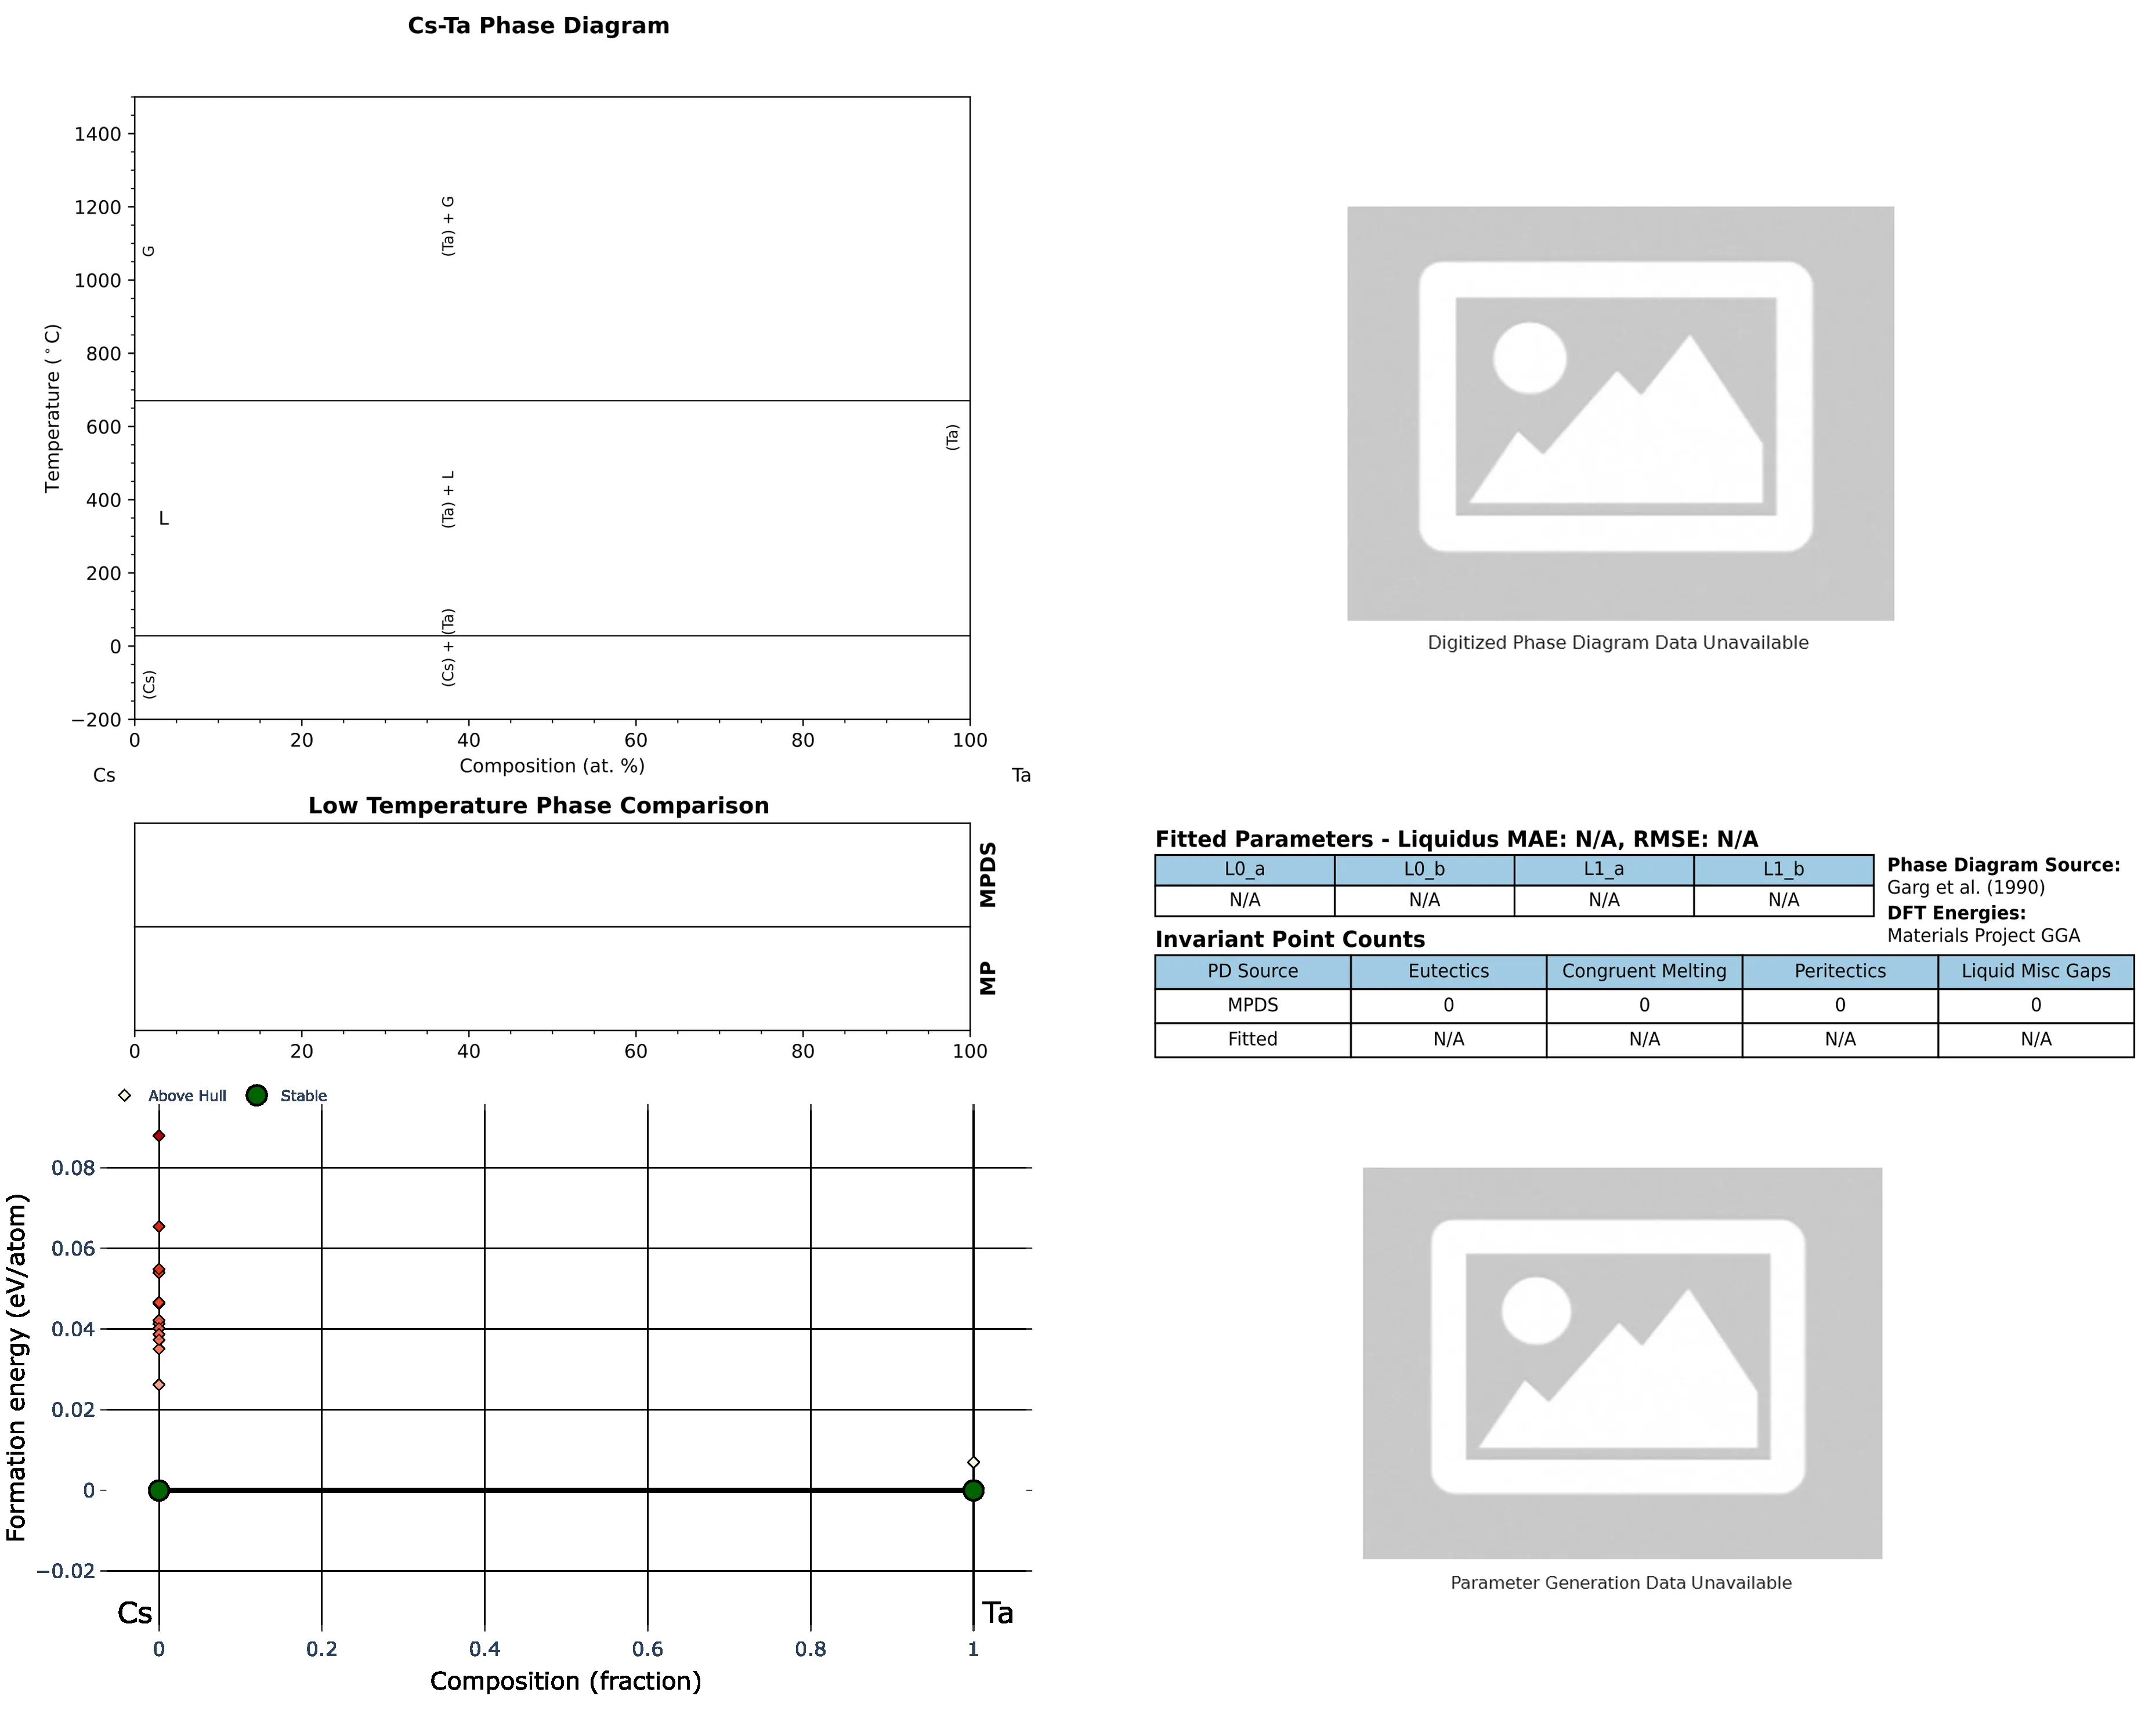 Cs-Ta Phase Diagram
1400
1200
1000
800
600
400
200
0
−200
Temperature (°C)
G
(Ta) + G
(Ta)
L
(Ta) + L
(Cs) + (Ta)
(Cs)
0 20 40 60 80 100
Composition (at. %)
Cs Ta
Digitized Phase Diagram Data Unavailable
Low Temperature Phase Comparison
MPDS
MP
0 20 40 60 80 100
Fitted Parameters - Liquidus MAE: N/A, RMSE: N/A
L0_a L0_b L1_a L1_b
N/A N/A N/A N/A
Phase Diagram Source:
Garg et al. (1990)
DFT Energies:
Materials Project GGA
Invariant Point Counts
PD Source Eutectics Congruent Melting Peritectics Liquid Misc Gaps
MPDS 0 0 0 0
Fitted N/A N/A N/A N/A
Above Hull Stable
0.08
0.06
0.04
0.02
0
−0.02
Formation energy (eV/atom)
Cs Ta
0 0.2 0.4 0.6 0.8 1
Composition (fraction)
Parameter Generation Data Unavailable